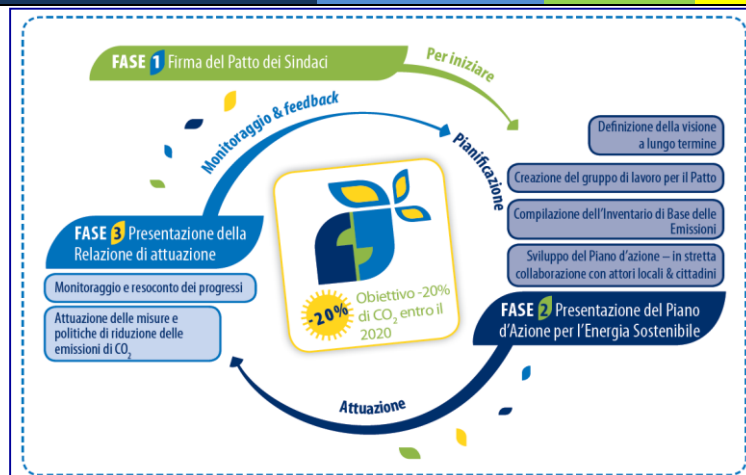 FASE 1 Firma del Patto dei Sindaci
Per iniziare
Monitoraggio & feedback
Pianificazione
Definizione della visione
a lungo termine
Creazione del gruppo di lavoro per il Patto
Compilazione dell'Inventario di Base delle
Emissioni
Sviluppo del Piano d'azione – in stretta
collaborazione con attori locali & cittadini
FASE 2 Presentazione del Piano
d'Azione per l'Energia Sostenibile
FASE 3 Presentazione della
Relazione di attuazione
Monitoraggio e resoconto dei progressi
Attuazione delle misure e
politiche di riduzione delle
emissioni di CO2
-20%
Obiettivo -20%
di CO2 entro il
2020
Attuazione